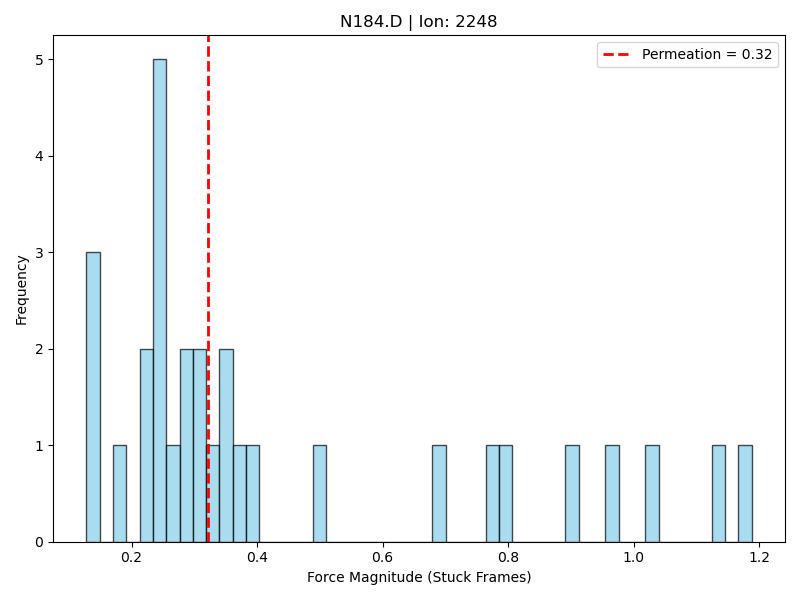 N184.D | Ion: 2248
Permeation = 0.32
Frequency
5
4
3
2
1
0
0.2 0.4 0.6 0.8 1.0 1.2
Force Magnitude (Stuck Frames)